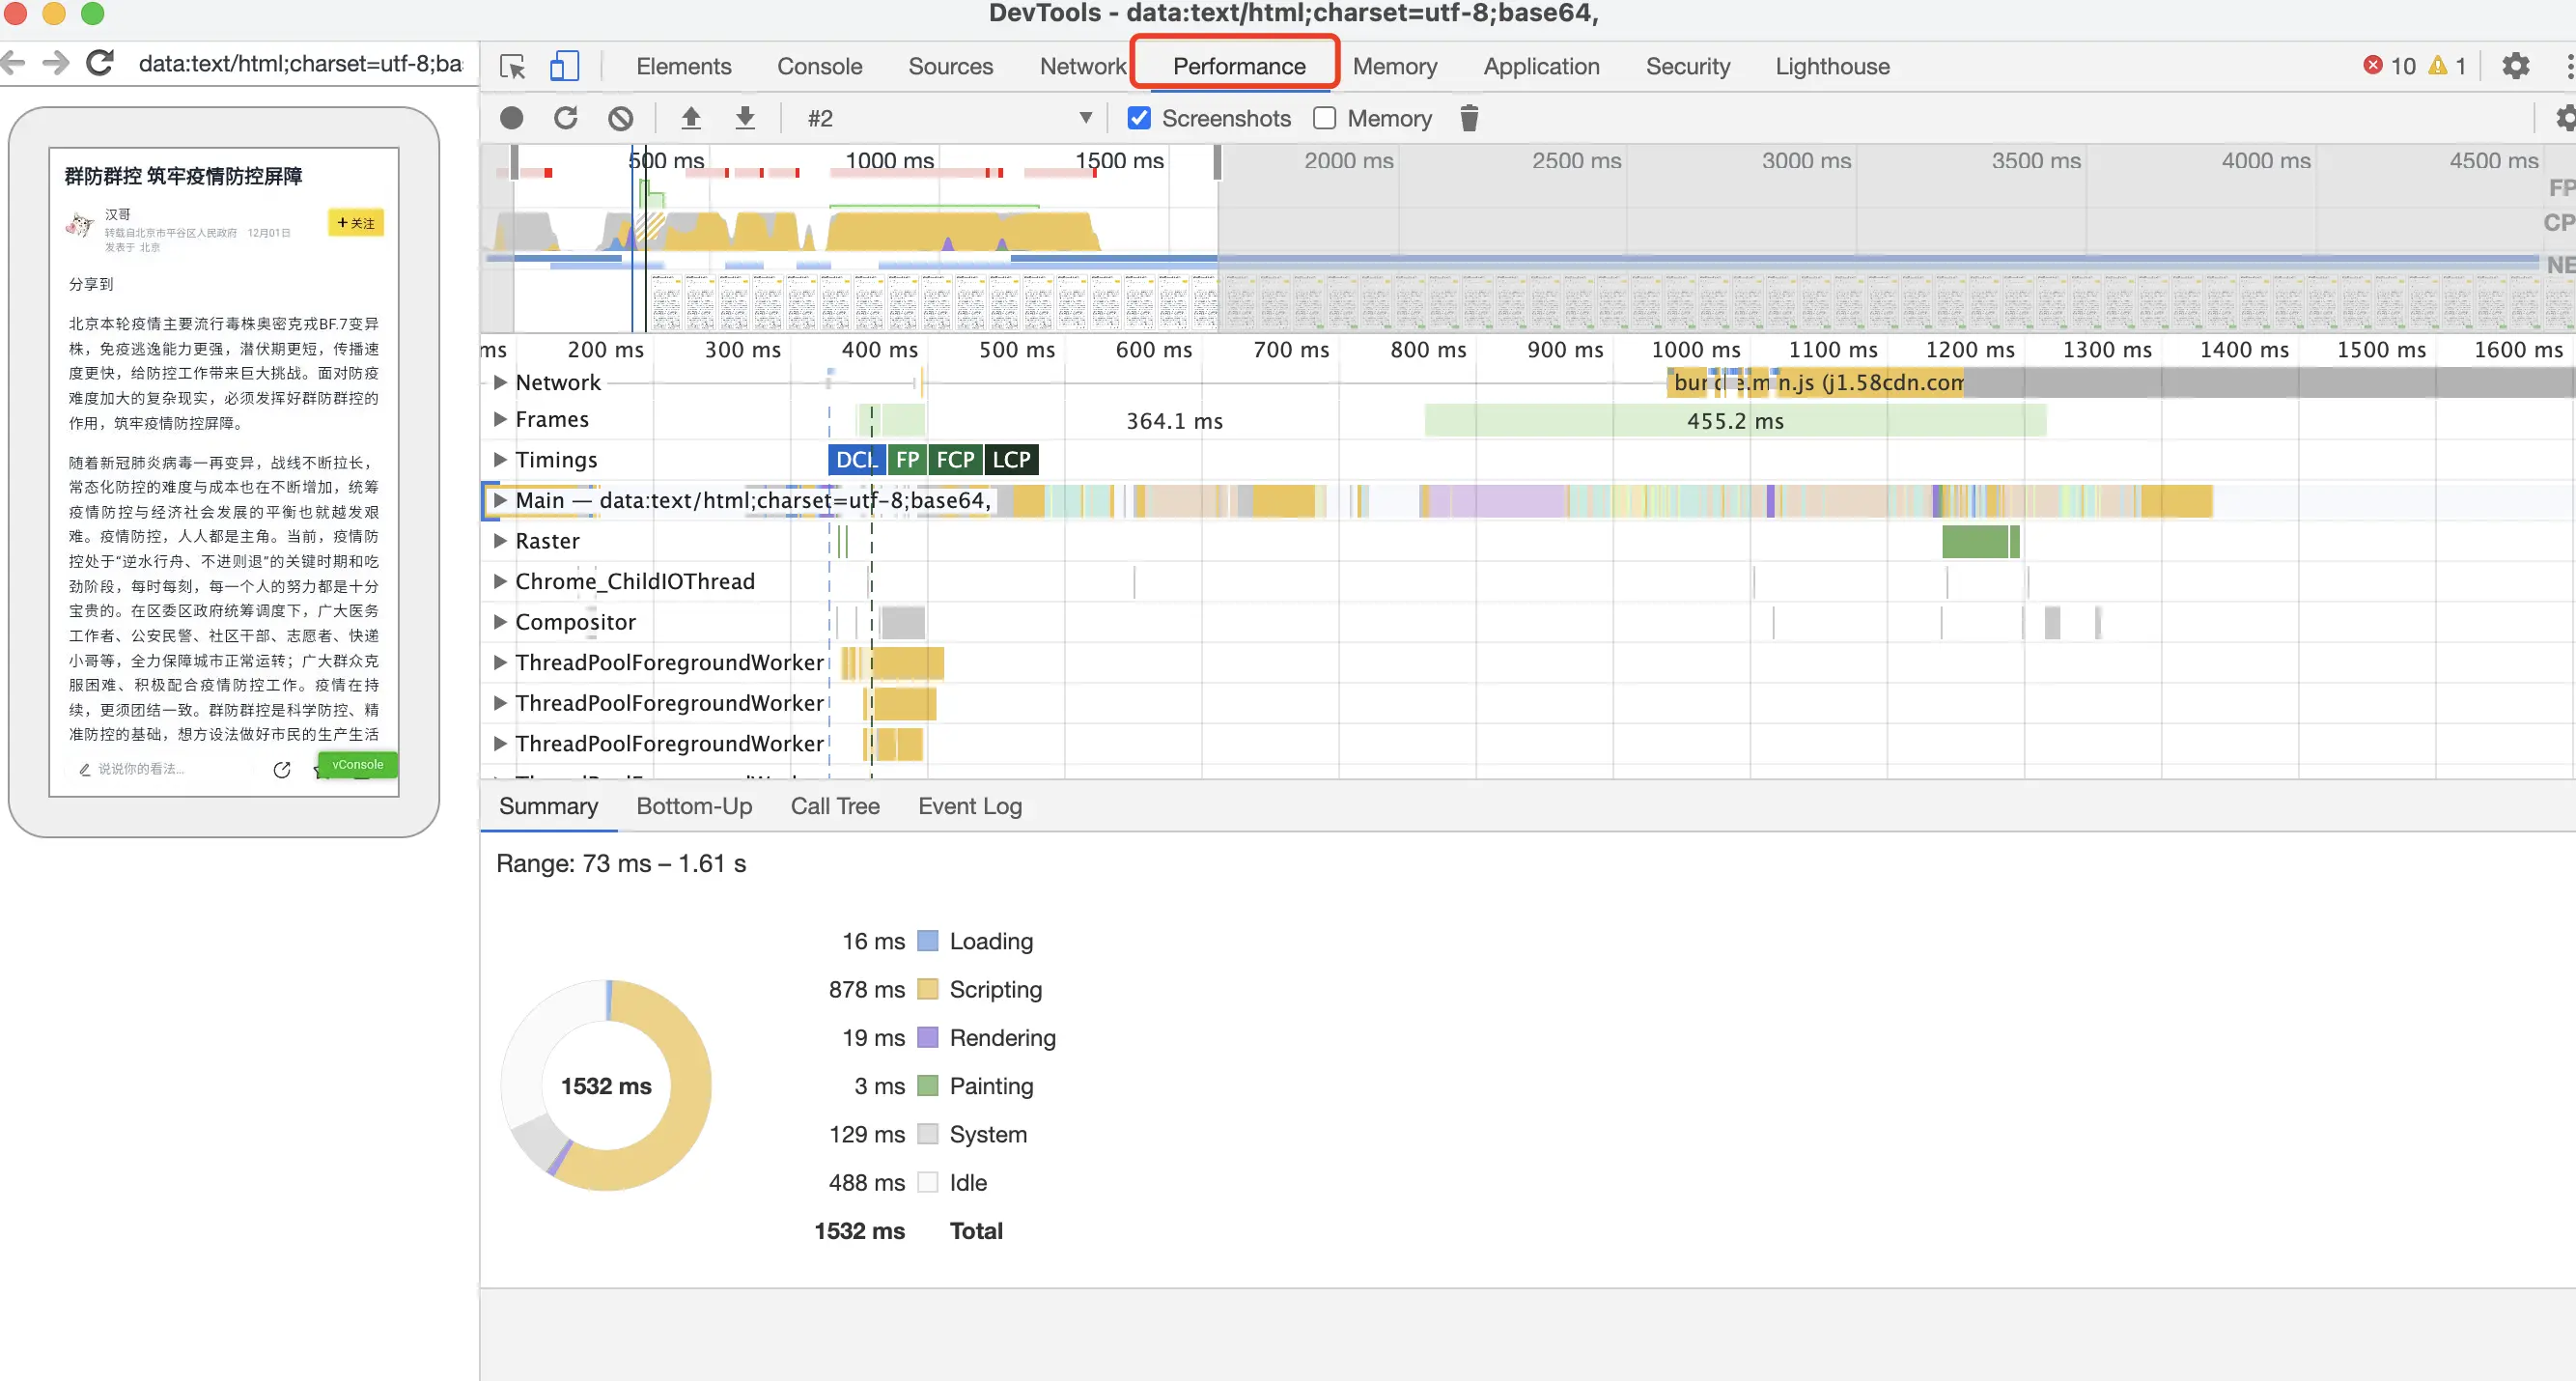 DevTools - data:text/html;charset=utf-8;base64,
data:text/html;charset=utf-8;ba
Elements Console Sources Network Performance Memory Application Security Lighthouse 10 1
#2 Screenshots Memory
500 ms 1000 ms 1500 ms 2000 ms 2500 ms 3000 ms 3500 ms 4000 ms 4500 ms
FP
CP
NE
群防群控 筑牢疫情防控屏障
汉哥
转载自北京市平谷区人民政府 12月01日
发表于 北京
+关注
分享到
北京本轮疫情主要流行毒株奥密克戎BF.7变异
株，免疫逃逸能力更强，潜伏期更短，传播速
度更快，给防控工作带来巨大挑战。面对防疫
难度加大的复杂现实，必须发挥好群防群控的
作用，筑牢疫情防控屏障。
随着新冠肺炎病毒一再变异，战线不断拉长，
常态化防控的难度与成本也在不断增加，统筹
疫情防控与经济社会发展的平衡也就越发艰
难。疫情防控，人人都是主角。当前，疫情防
控处于“逆水行舟、不进则退”的关键时期和吃
劲阶段，每时每刻，每一个人的努力都是十分
宝贵的。在区委区政府统筹调度下，广大医务
工作者、公安民警、社区干部、志愿者、快递
小哥等，全力保障城市正常运转；广大群众克
服困难、积极配合疫情防控工作。疫情在持
续，更须团结一致。群防群控是科学防控、精
准防控的基础，想方设法做好市民的生产生活
说说你的看法...
vConsole
ms 200 ms 300 ms 400 ms 500 ms 600 ms 700 ms 800 ms 900 ms 1000 ms 1100 ms 1200 ms 1300 ms 1400 ms 1500 ms 1600 ms
Network
n.js (j1.58cdn.com
Frames 364.1 ms 455.2 ms
Timings DCL FP FCP LCP
Main — data:text/html;charset=utf-8;base64,
Raster
Chrome_ChildIOThread
Compositor
ThreadPoolForegroundWorker
ThreadPoolForegroundWorker
ThreadPoolForegroundWorker
Summary Bottom-Up Call Tree Event Log
Range: 73 ms – 1.61 s
16 ms Loading
878 ms Scripting
19 ms Rendering
3 ms Painting
129 ms System
488 ms Idle
1532 ms Total
1532 ms